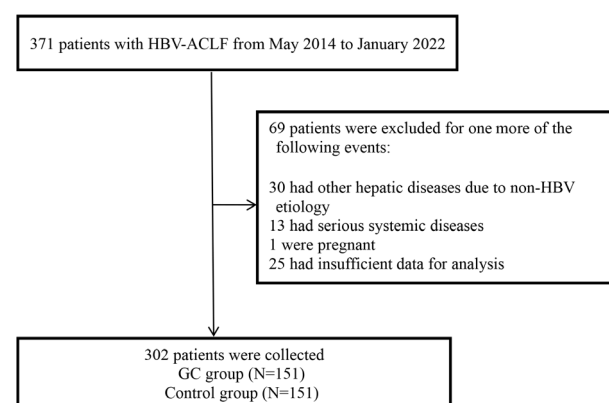 371 patients with HBV-ACLF from May 2014 to January 2022
69 patients were excluded for one more of the
following events:
30 had other hepatic diseases due to non-HBV
etiology
13 had serious systemic diseases
1 were pregnant
25 had insufficient data for analysis
302 patients were collected
GC group (N=151)
Control group (N=151)